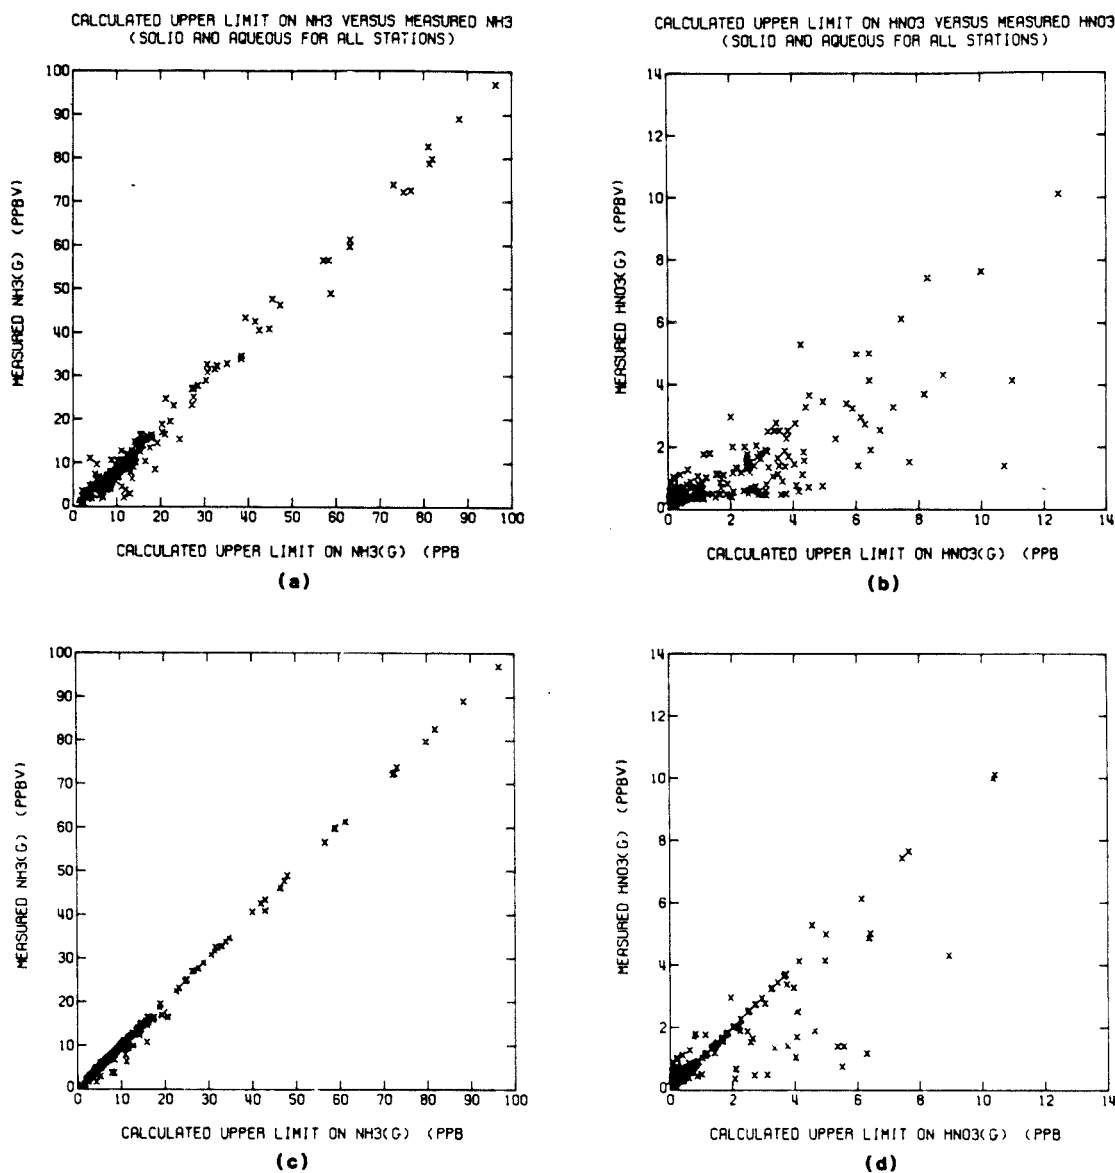 CALCULATED UPPER LIMIT ON NH3 VERSUS MEASURED NH3
(SOLID AND AQUEOUS FOR ALL STATIONS)
100
90
80
70
60
50
40
30
20
10
0
MEASURED NH3(G) (PPBV)
0 10 20 30 40 50 60 70 80 90 100
CALCULATED UPPER LIMIT ON NH3(G) (PPB
(a)
CALCULATED UPPER LIMIT ON HNO3 VERSUS MEASURED HNO3
(SOLID AND AQUEOUS FOR ALL STATIONS)
14
12
10
8
6
4
2
0
MEASURED HNO3(G) (PPBV)
0 2 4 6 8 10 12 14
CALCULATED UPPER LIMIT ON HNO3(G) (PPB
(b)
100
90
80
70
60
50
40
30
20
10
0
MEASURED NH3(G) (PPBV)
0 10 20 30 40 50 60 70 80 90 100
CALCULATED UPPER LIMIT ON NH3(G) (PPB
(c)
14
12
10
8
6
4
2
0
MEASURED HNO3(G) (PPBV)
0 2 4 6 8 10 12 14
CALCULATED UPPER LIMIT ON HNO3(G) (PPB
(d)